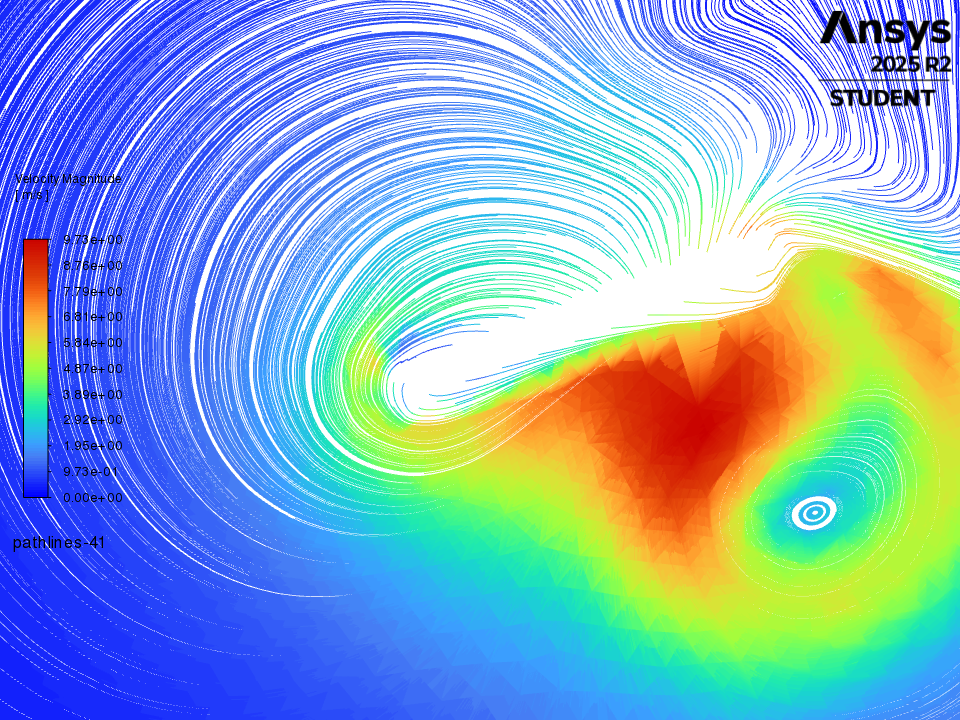 Ansys
2025 R2
STUDENT
Velocity Magnitude
[ m/s ]
9.73e+00
8.76e+00
7.79e+00
6.81e+00
5.84e+00
4.87e+00
3.89e+00
2.92e+00
1.95e+00
9.73e-01
0.00e+00
pathlines-41